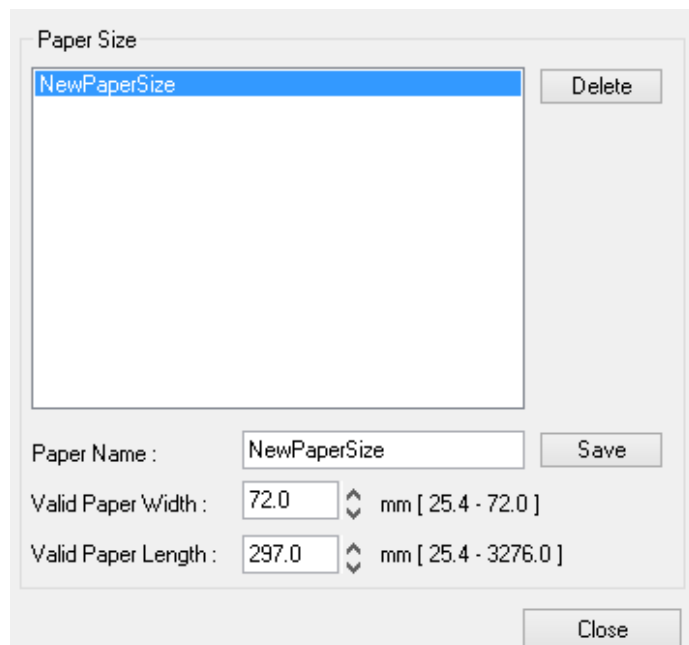 Paper Size
NewPaperSize
Delete
Paper Name : NewPaperSize Save
Valid Paper Width : 72.0 mm [ 25.4 - 72.0 ]
Valid Paper Length : 297.0 mm [ 25.4 - 3276.0 ]
Close